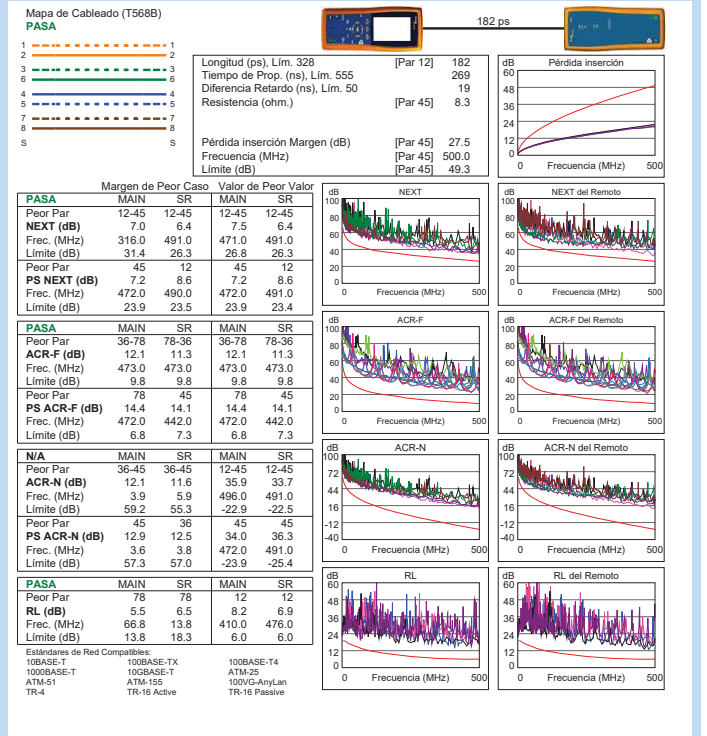 Mapa de Cableado (T568B)
PASA
1 1
2 2
3 3
6 6
4 4
5 5
7 7
8 8
S S
182 ps
Longitud (ps), Lím. 328 [Par 12] 182
Tiempo de Prop. (ns), Lím. 555 269
Diferencia Retardo (ns), Lím. 50 19
Resistencia (ohm.) [Par 45] 8.3
Pérdida inserción Margen (dB) [Par 45] 27.5
Frecuencia (MHz) [Par 45] 500.0
Límite (dB) [Par 45] 49.3
dB Pérdida inserción
60
48
36
24
12
0
0 Frecuencia (MHz) 500
Margen de Peor Caso Valor de Peor Valor
PASA MAIN SR MAIN SR
Peor Par 12-45 12-45 12-45 12-45
NEXT (dB) 7.0 6.4 7.5 6.4
Frec. (MHz) 316.0 491.0 471.0 491.0
Límite (dB) 31.4 26.3 26.8 26.3
Peor Par 45 12 45 12
PS NEXT (dB) 7.2 8.6 7.2 8.6
Frec. (MHz) 472.0 490.0 472.0 491.0
Límite (dB) 23.9 23.5 23.9 23.4
PASA MAIN SR MAIN SR
Peor Par 36-78 78-36 36-78 78-36
ACR-F (dB) 12.1 11.3 12.1 11.3
Frec. (MHz) 473.0 473.0 473.0 473.0
Límite (dB) 9.8 9.8 9.8 9.8
Peor Par 78 45 78 45
PS ACR-F (dB) 14.4 14.1 14.4 14.1
Frec. (MHz) 472.0 442.0 472.0 442.0
Límite (dB) 6.8 7.3 6.8 7.3
N/A MAIN SR MAIN SR
Peor Par 36-45 36-45 12-45 12-45
ACR-N (dB) 12.1 11.6 35.9 33.7
Frec. (MHz) 3.9 5.9 496.0 491.0
Límite (dB) 59.2 55.3 -22.9 -22.5
Peor Par 45 36 45 45
PS ACR-N (dB) 12.9 12.5 34.0 36.3
Frec. (MHz) 3.6 3.8 472.0 491.0
Límite (dB) 57.3 57.0 -23.9 -25.4
PASA MAIN SR MAIN SR
Peor Par 78 78 12 12
RL (dB) 5.5 6.5 8.2 6.9
Frec. (MHz) 66.8 13.8 410.0 476.0
Límite (dB) 13.8 18.3 6.0 6.0
Estándares de Red Compatibles:
10BASE-T 100BASE-TX 100BASE-T4
1000BASE-T 10GBASE-T ATM-25
ATM-51 ATM-155 100VG-AnyLan
TR-4 TR-16 Active TR-16 Passive
dB NEXT
100
80
60
40
20
0
0 Frecuencia (MHz) 500
dB NEXT del Remoto
100
80
60
40
20
0
0 Frecuencia (MHz) 500
dB ACR-F
100
80
60
40
20
0
0 Frecuencia (MHz) 500
dB ACR-F Del Remoto
100
80
60
40
20
0
0 Frecuencia (MHz) 500
dB ACR-N
100
72
44
16
-12
-40
0 Frecuencia (MHz) 500
dB ACR-N del Remoto
100
72
44
16
-12
-40
0 Frecuencia (MHz) 500
dB RL
60
48
36
24
12
0
0 Frecuencia (MHz) 500
dB RL del Remoto
60
48
36
24
12
0
0 Frecuencia (MHz) 500